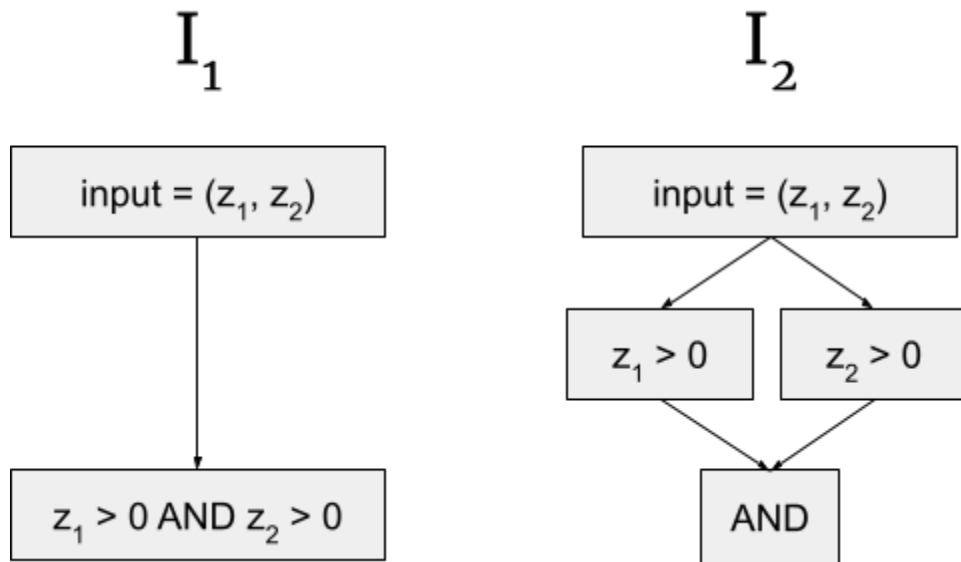 I₁ I₂
input = (z₁, z₂) input = (z₁, z₂)
z₁ > 0 z₂ > 0
z₁ > 0 AND z₂ > 0 AND